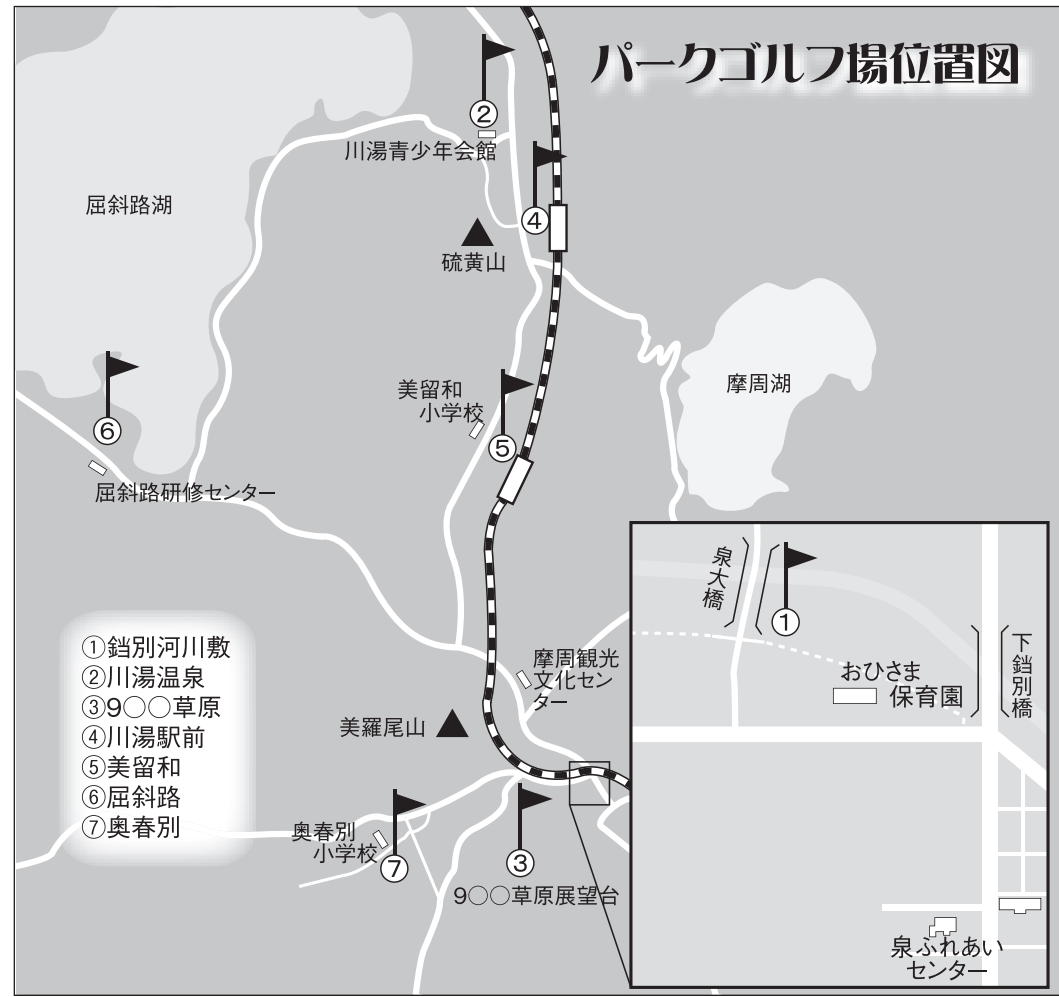 パークゴルフ場位置図
②
川湯青少年会館
④
屈斜路湖
硫黄山
摩周湖
美留和
小学校
⑤
⑥
屈斜路研修センター
①鐺別河川敷
②川湯温泉
③9○○草原
④川湯駅前
⑤美留和
⑥屈斜路
⑦奥春別
摩周観光
文化セン
ター
美羅尾山
奥春別
小学校
⑦
③
9○○草原展望台
泉大橋
①
下鐺別橋
おひさま
保育園
泉ふれあい
センター